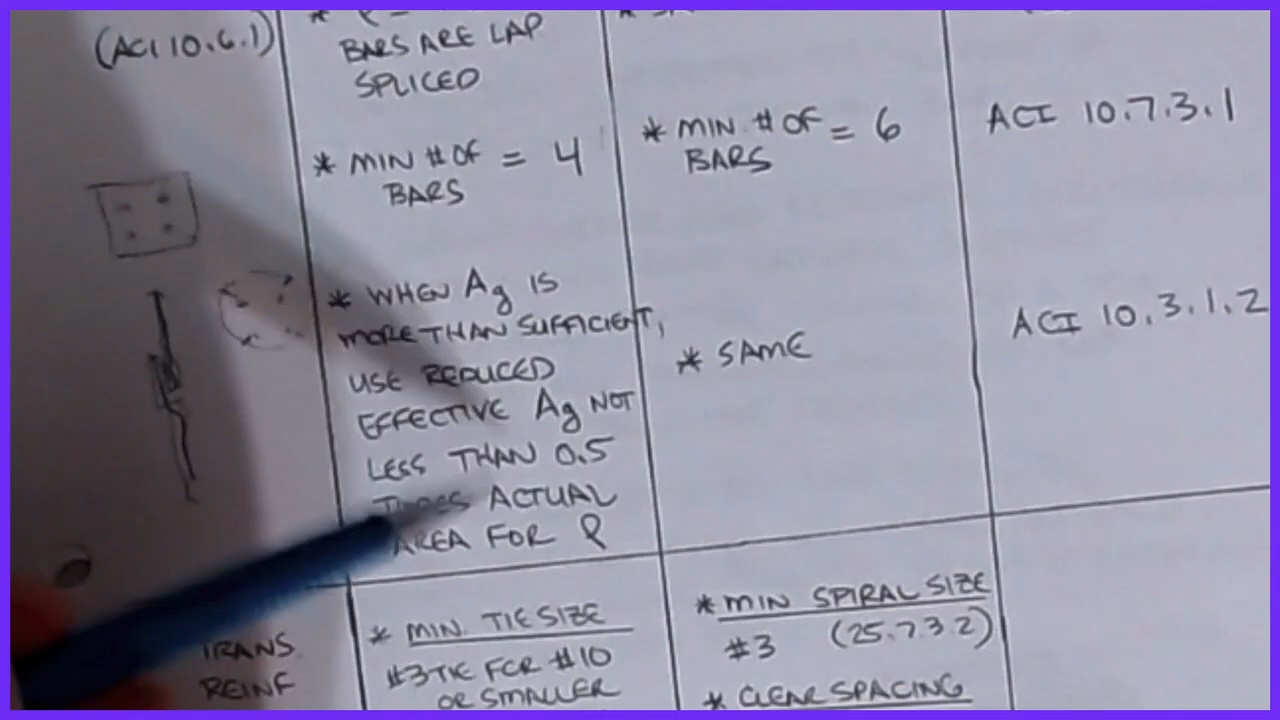 (ACI 10.6.1)
BARS ARE LAP
SPLICED
* MIN # OF = 4
BARS
* WHEN Ag IS
MORE THAN SUFFICIENT,
USE REDUCED
EFFECTIVE Ag NOT
LESS THAN 0.5
TIMES ACTUAL
AREA FOR ρ
* MIN. # OF = 6
BARS
* SAME
ACI 10.7.3.1
ACI 10.3.1.2
TRANS
REINF
* MIN. TIE SIZE
#3 TIE FOR #10
OR SMALLER
* MIN SPIRAL SIZE
#3 (25.7.3.2)
* CLEAR SPACING